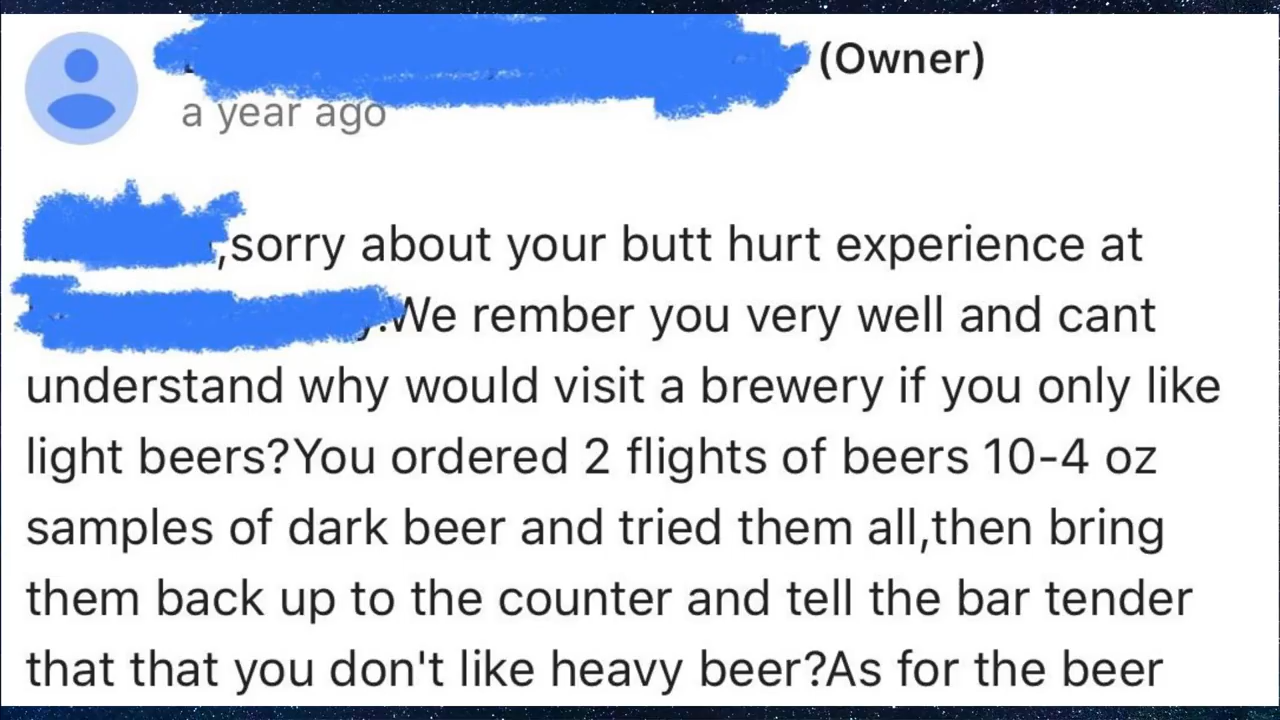 (Owner)
a year ago
,sorry about your butt hurt experience at
.We rember you very well and cant
understand why would visit a brewery if you only like
light beers?You ordered 2 flights of beers 10-4 oz
samples of dark beer and tried them all,then bring
them back up to the counter and tell the bar tender
that that you don't like heavy beer?As for the beer